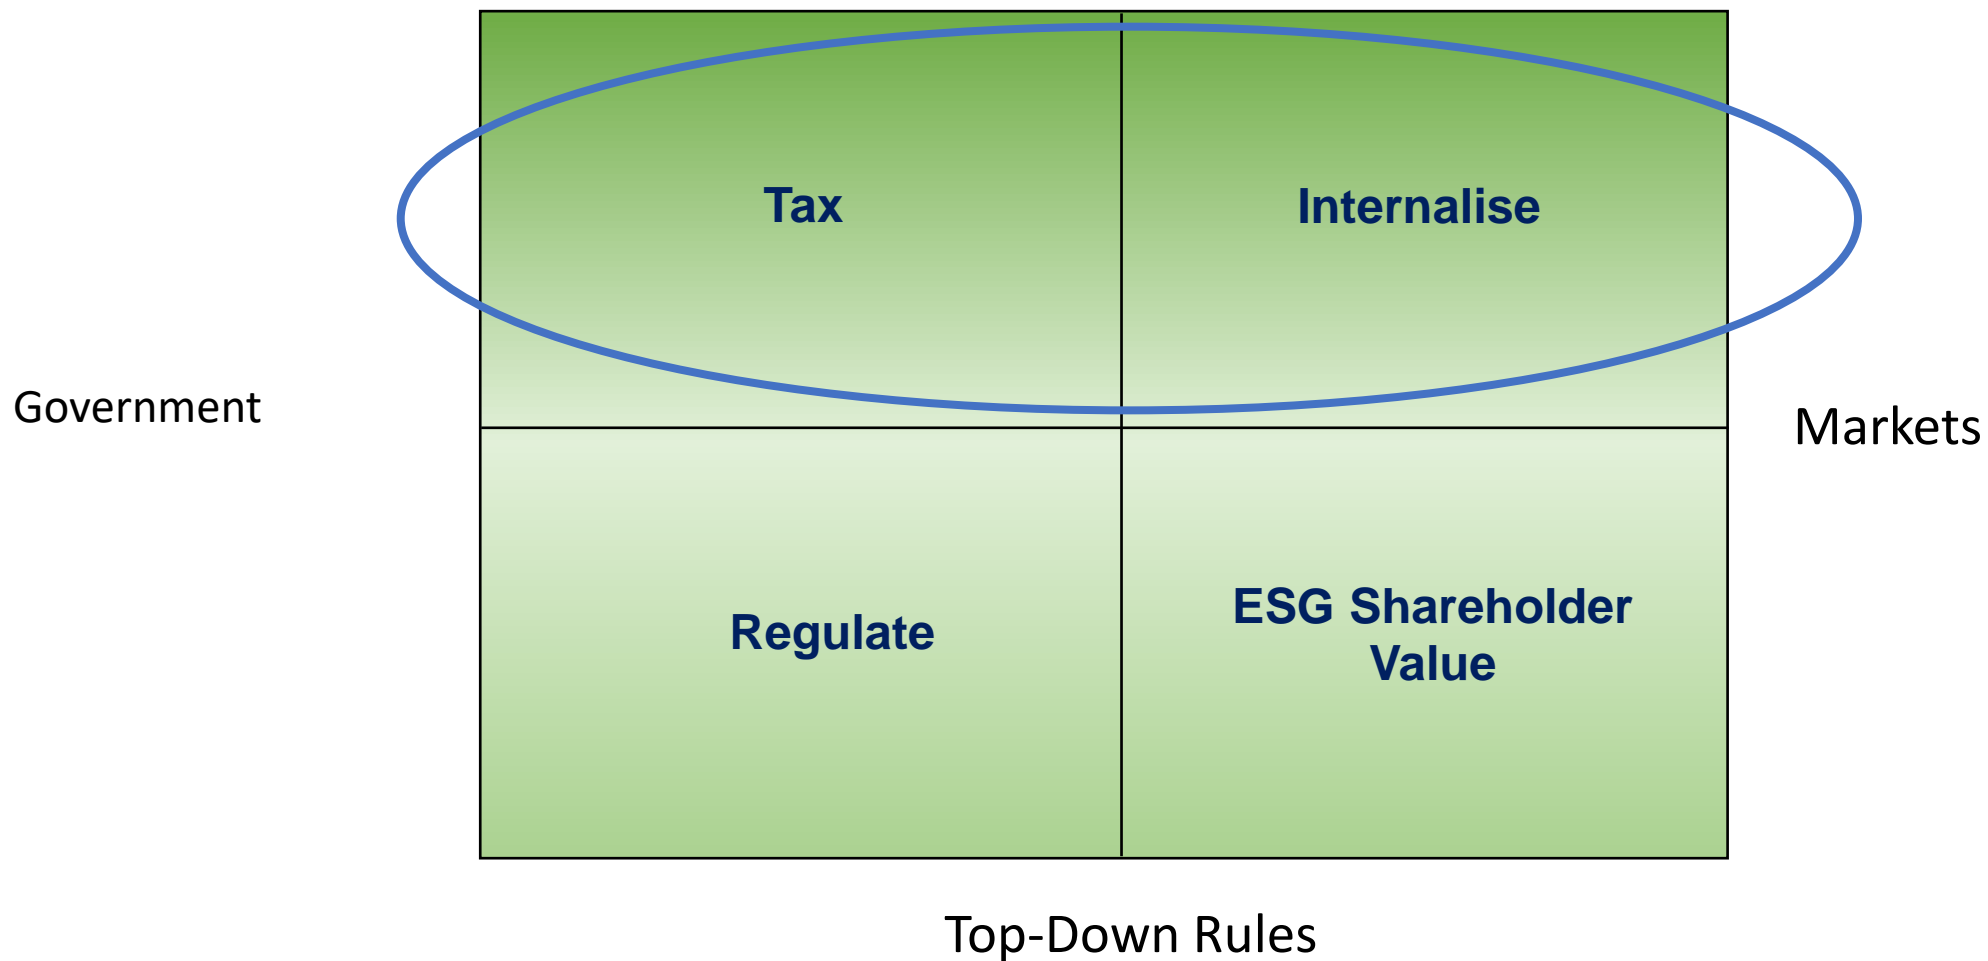 Tax
Internalise
Government
Markets
Regulate
ESG Shareholder
Value
Top-Down Rules